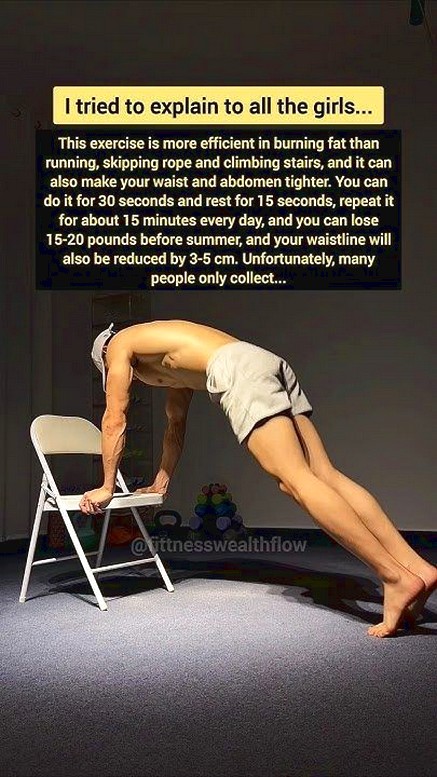 I tried to explain to all the girls...
This exercise is more efficient in burning fat than
running, skipping rope and climbing stairs, and it can
also make your waist and abdomen tighter. You can
do it for 30 seconds and rest for 15 seconds, repeat it
for about 15 minutes every day, and you can lose
15-20 pounds before summer, and your waistline will
also be reduced by 3-5 cm. Unfortunately, many
people only collect...
@fittnesswealthflow